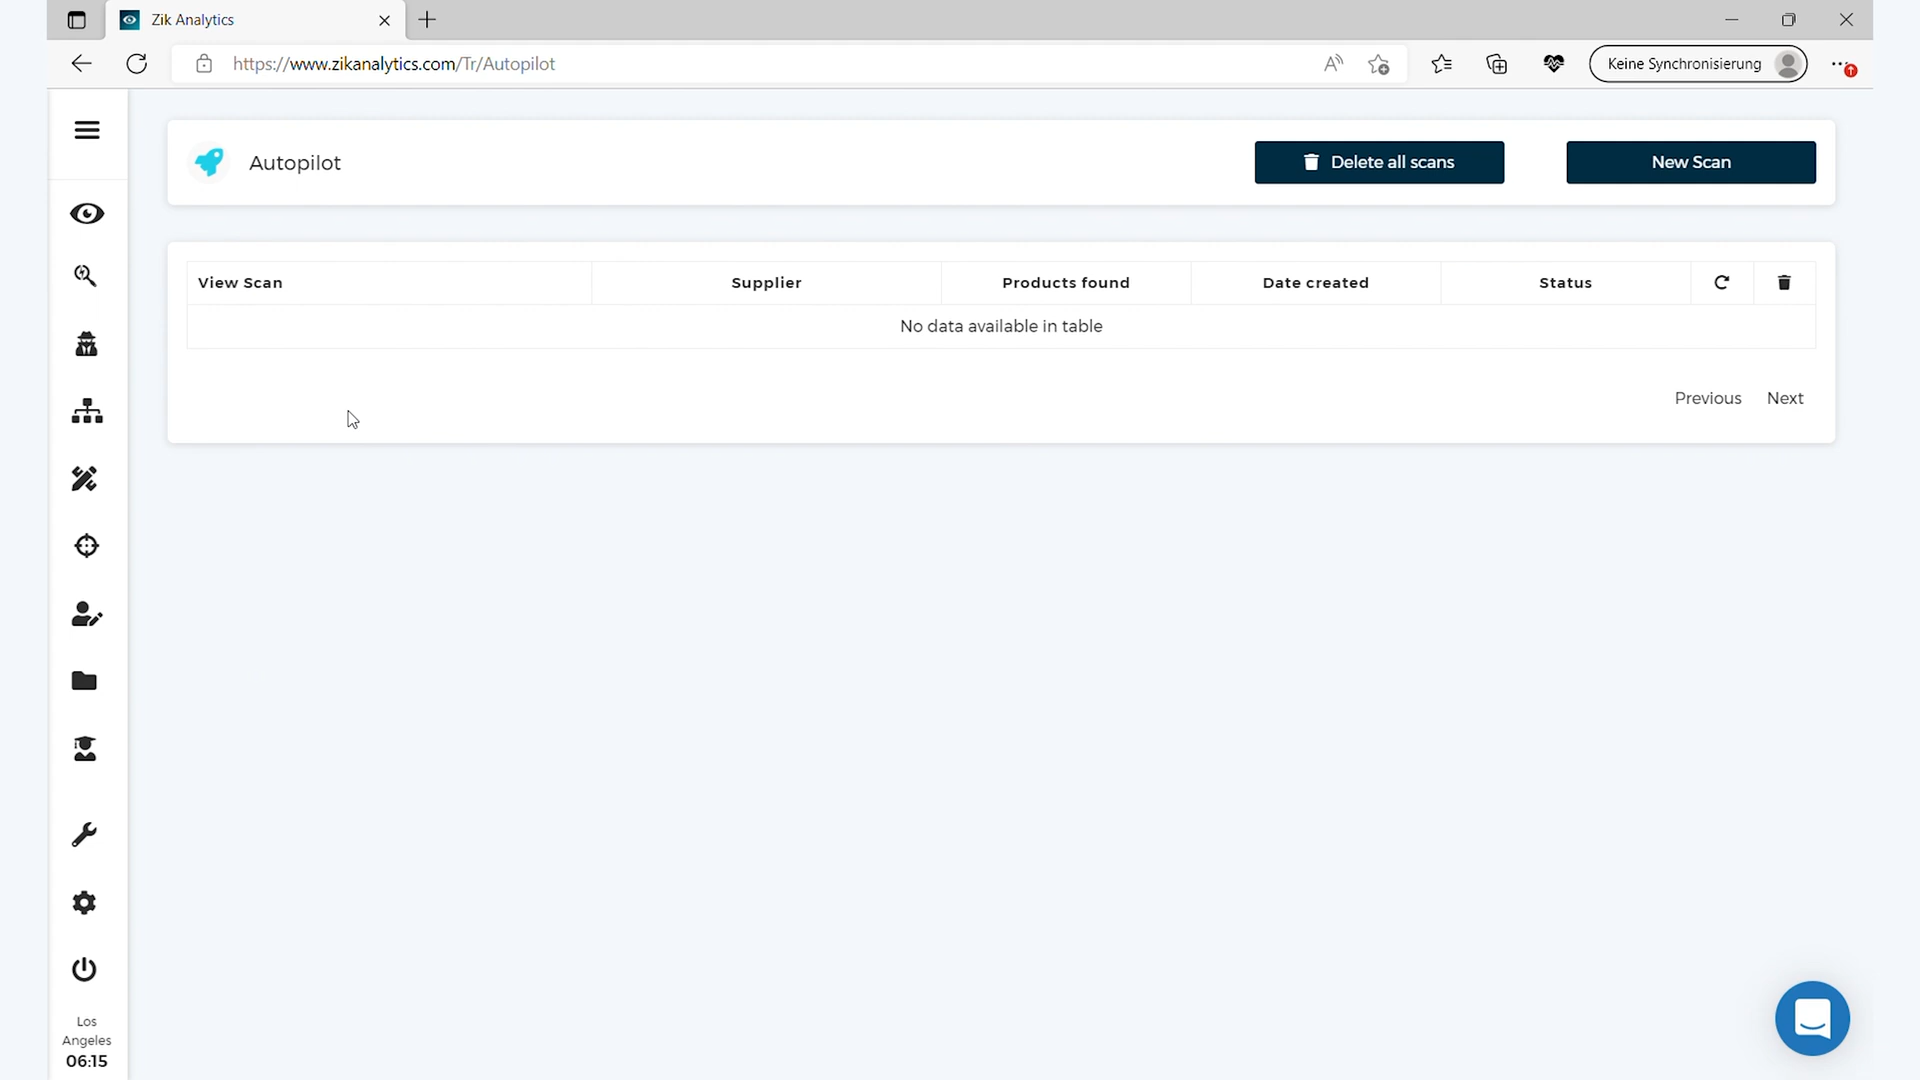 Zik Analytics
https://www.zikanalytics.com/Tr/Autopilot
Keine Synchronisierung
Autopilot
Delete all scans
New Scan
View Scan
Supplier
Products found
Date created
Status
No data available in table
Previous
Next
Los
Angeles
06:15